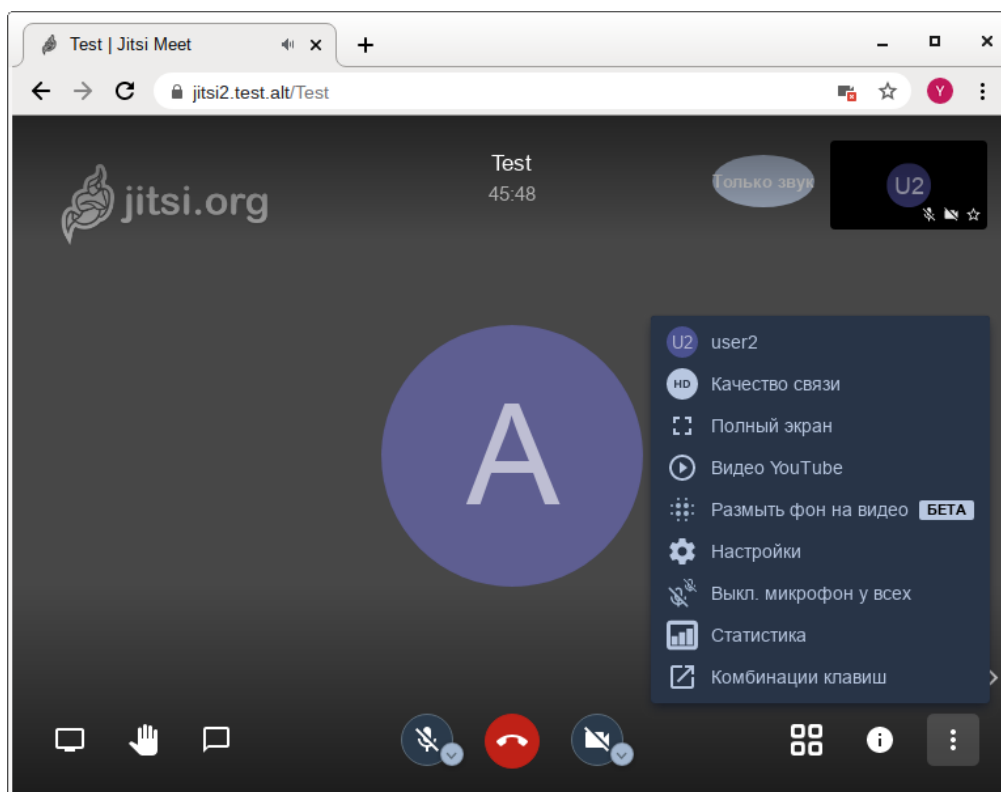 Test | Jitsi Meet
jitsi2.test.alt/Test
Y
jitsi.org
Test
45:48
Только звук
U2
A
U2 user2
HD Качество связи
Полный экран
Видео YouTube
Размыть фон на видео БЕТА
Настройки
Выкл. микрофон у всех
Статистика
Комбинации клавиш